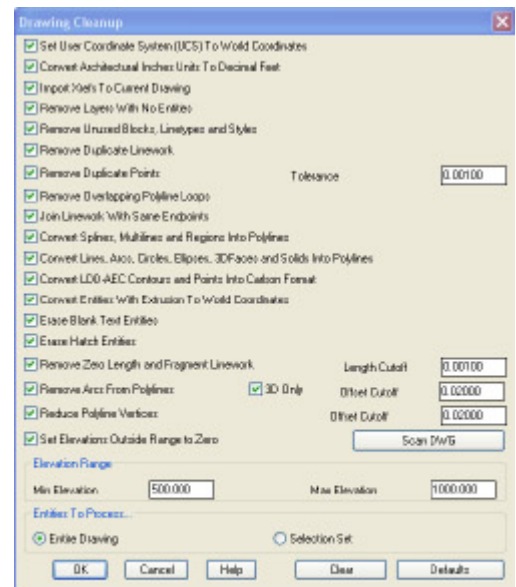 Drawing Cleanup
Set User Coordinate System (UCS) To World Coordinates
Convert Architectural Inches Units To Decimal Feet
Import Xrefs To Current Drawing
Remove Layers With No Entities
Remove Unused Blocks, Linetypes and Styles
Remove Duplicate Linework
Remove Duplicate Points Tolerance 0.00100
Remove Overlapping Polyline Loops
Join Linework With Same Endpoints
Convert Splines, Multilines and Regions Into Polylines
Convert Lines, Arcs, Circles, Ellipses, 3DFaces and Solids Into Polylines
Convert LDD-AEC Contours and Points Into Carlson Format
Convert Entities With Extrusion To World Coordinates
Erase Blank Text Entities
Erase Hatch Entities
Remove Zero Length and Fragment Linework Length Cutoff 0.00100
Remove Arcs From Polylines 3D Only Offset Cutoff 0.02000
Reduce Polyline Vertices Offset Cutoff 0.02000
Set Elevations Outside Range to Zero Scan DWG
Elevation Range
Min Elevation 500.000 Max Elevation 1000.000
Entities To Process...
Entire Drawing Selection Set
OK Cancel Help Clear Defaults